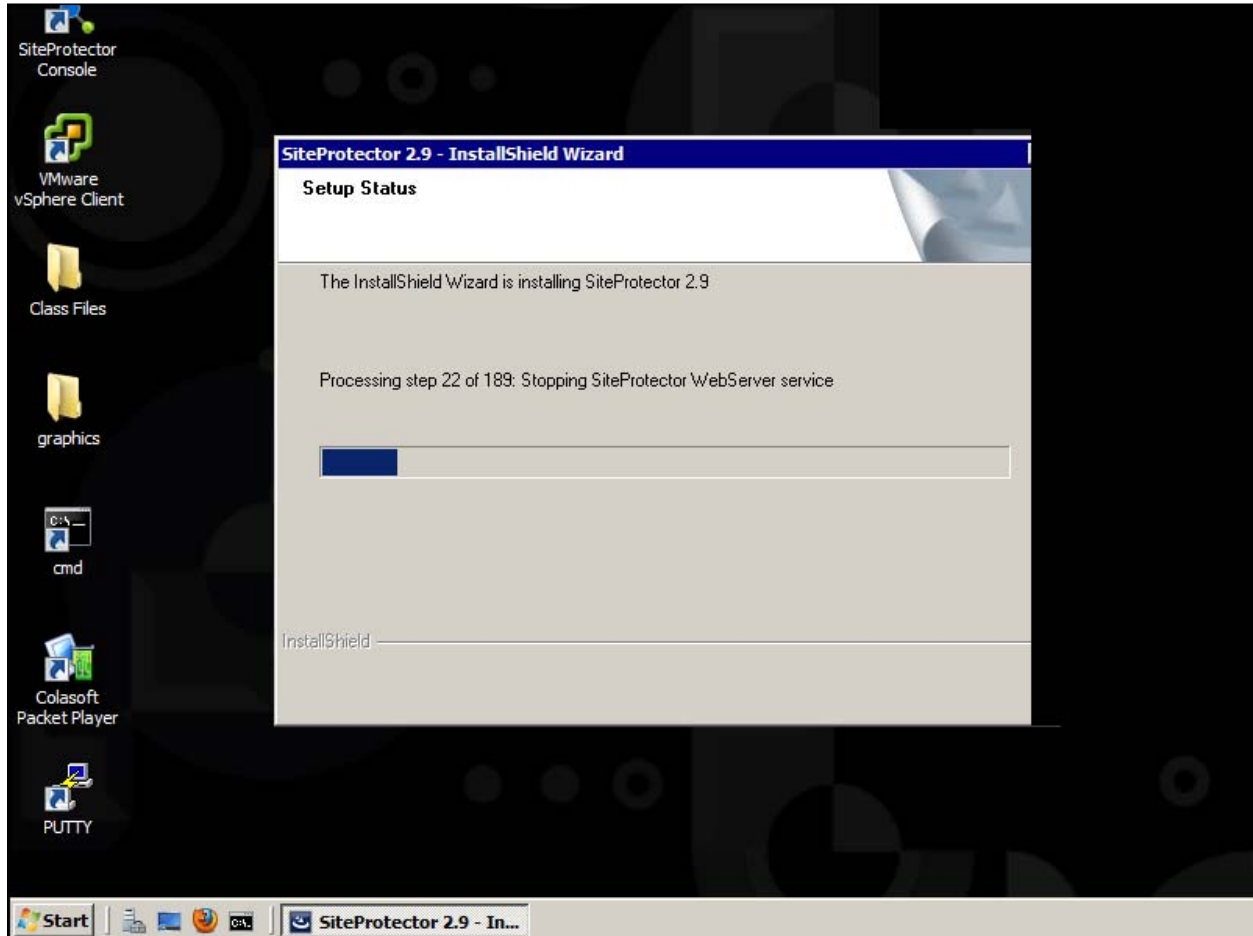 SiteProtector
Console
VMware
vSphere Client
Class Files
graphics
C:\
cmd
Colasoft
Packet Player
PUTTY
SiteProtector 2.9 - InstallShield Wizard
Setup Status
The InstallShield Wizard is installing SiteProtector 2.9
Processing step 22 of 189: Stopping SiteProtector WebServer service
InstallShield
Start
SiteProtector 2.9 - In...